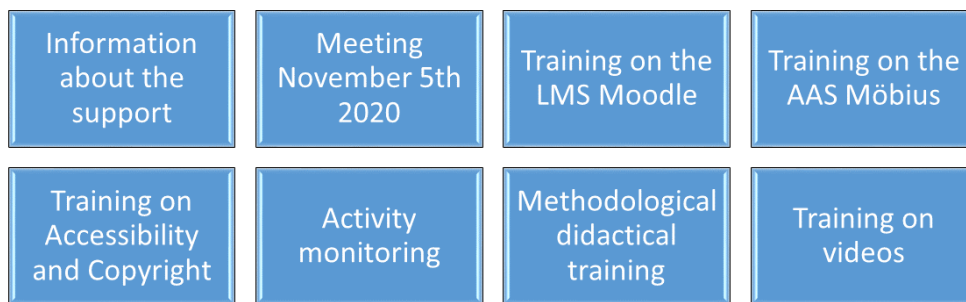 Information
about the
support
Meeting
November 5th
2020
Training on the
LMS Moodle
Training on the
AAS Möbius
Training on
Accessibility
and Copyright
Activity
monitoring
Methodological
didactical
training
Training on
videos